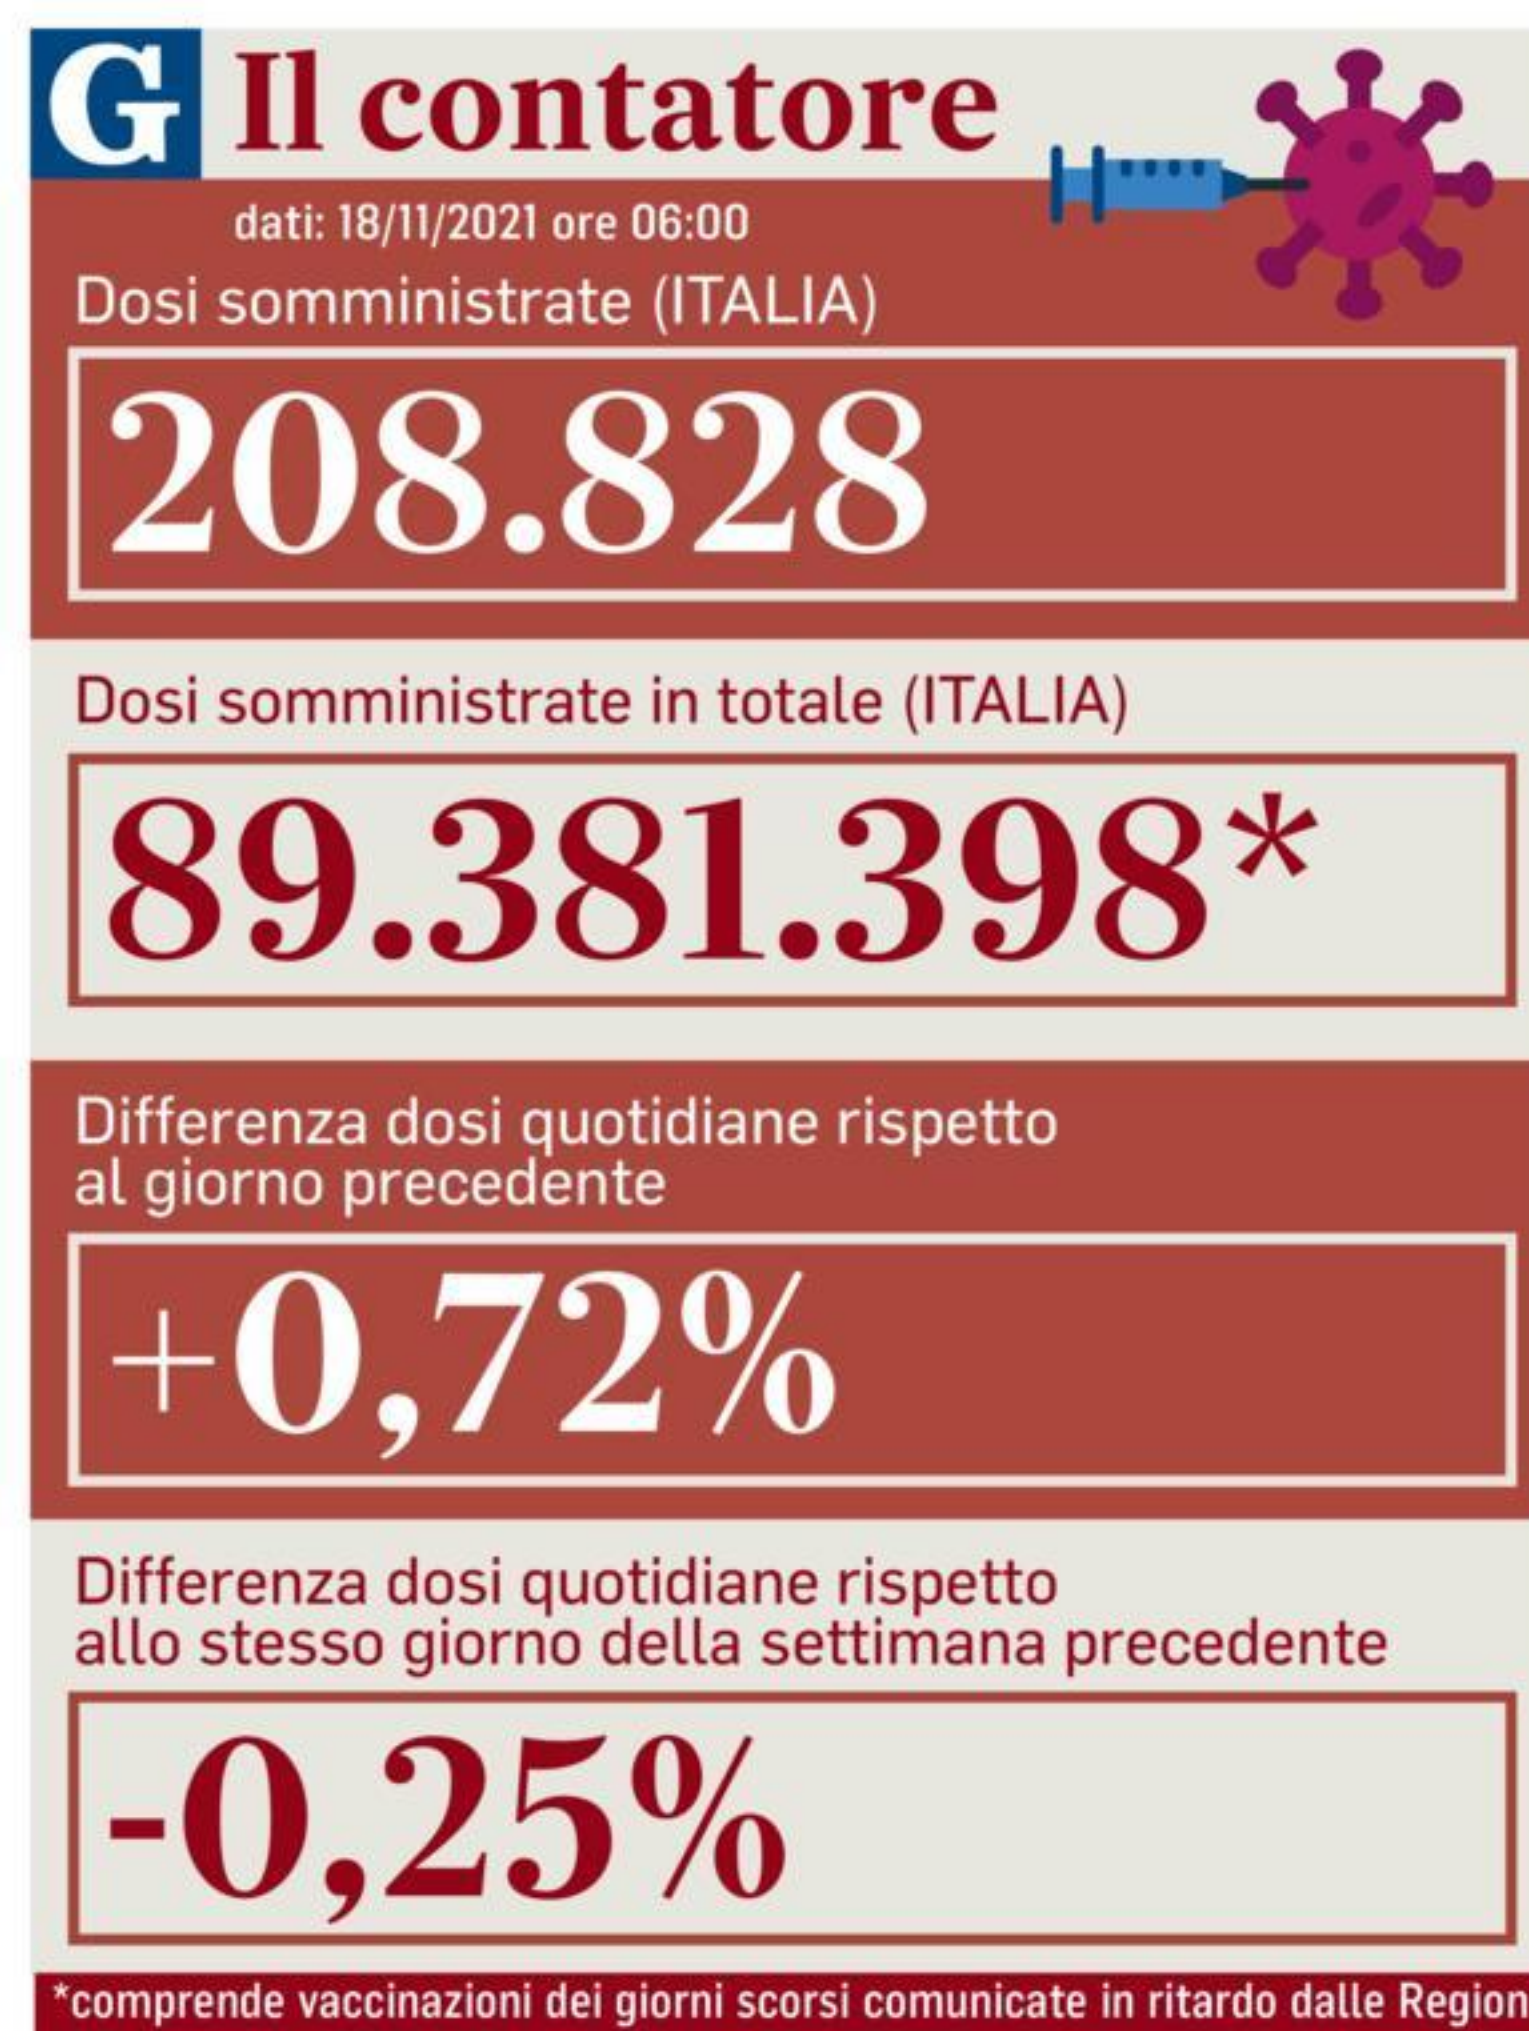 G Il contatore
dati: 18/11/2021 ore 06:00
Dosi somministrate (ITALIA)
208.828
Dosi somministrate in totale (ITALIA)
89.381.398*
Differenza dosi quotidiane rispetto
al giorno precedente
+0,72%
Differenza dosi quotidiane rispetto
allo stesso giorno della settimana precedente
-0,25%
*comprende vaccinazioni dei giorni scorsi comunicate in ritardo dalle Region